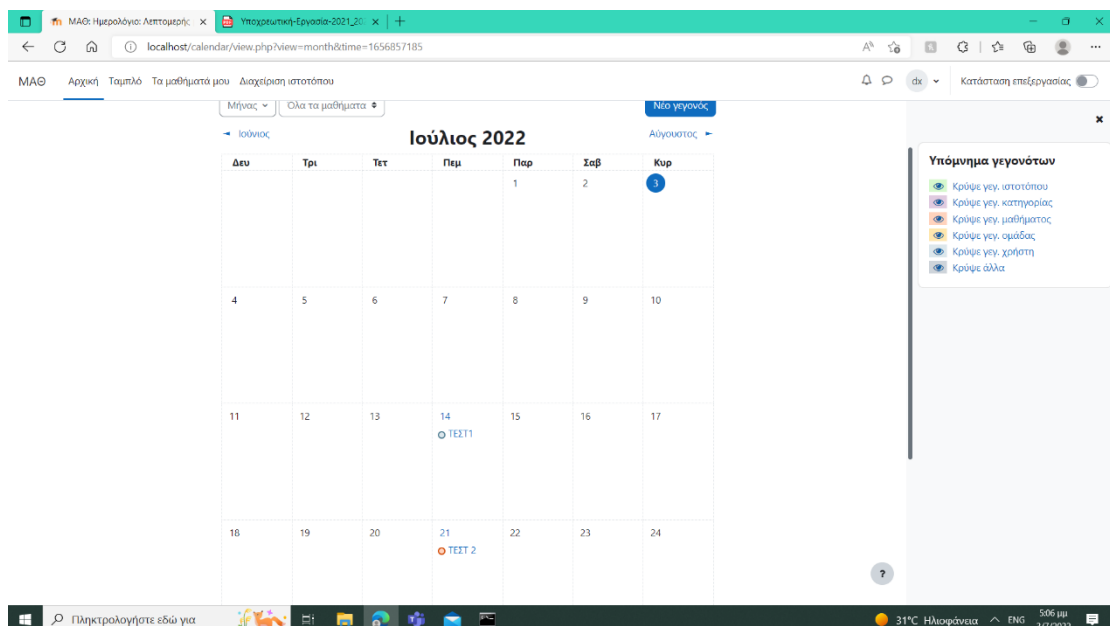 ΜΑΘ: Ημερολόγιο: Λεπτομερής
Υποχρεωτική-Εργασία-2021_20
localhost/calendar/view.php?view=month&time=1656857185
ΜΑΘ Αρχική Ταμπλό Τα μαθήματά μου Διαχείριση ιστοτόπου dx Κατάσταση επεξεργασίας
Μήνας Όλα τα μαθήματα Νέο γεγονός
◄ Ιούνιος Ιούλιος 2022 Αύγουστος ►
Δευ Τρι Τετ Πεμ Παρ Σαβ Κυρ
1 2 3
4 5 6 7 8 9 10
11 12 13 14 15 16 17
ΤΕΣΤ1
18 19 20 21 22 23 24
ΤΕΣΤ 2
Υπόμνημα γεγονότων
Κρύψε γεγ. ιστοτόπου
Κρύψε γεγ. κατηγορίας
Κρύψε γεγ. μαθήματος
Κρύψε γεγ. ομάδας
Κρύψε γεγ. χρήστη
Κρύψε άλλα
?
Πληκτρολογήστε εδώ για
31°C Ηλιοφάνεια ENG 5:06 μμ